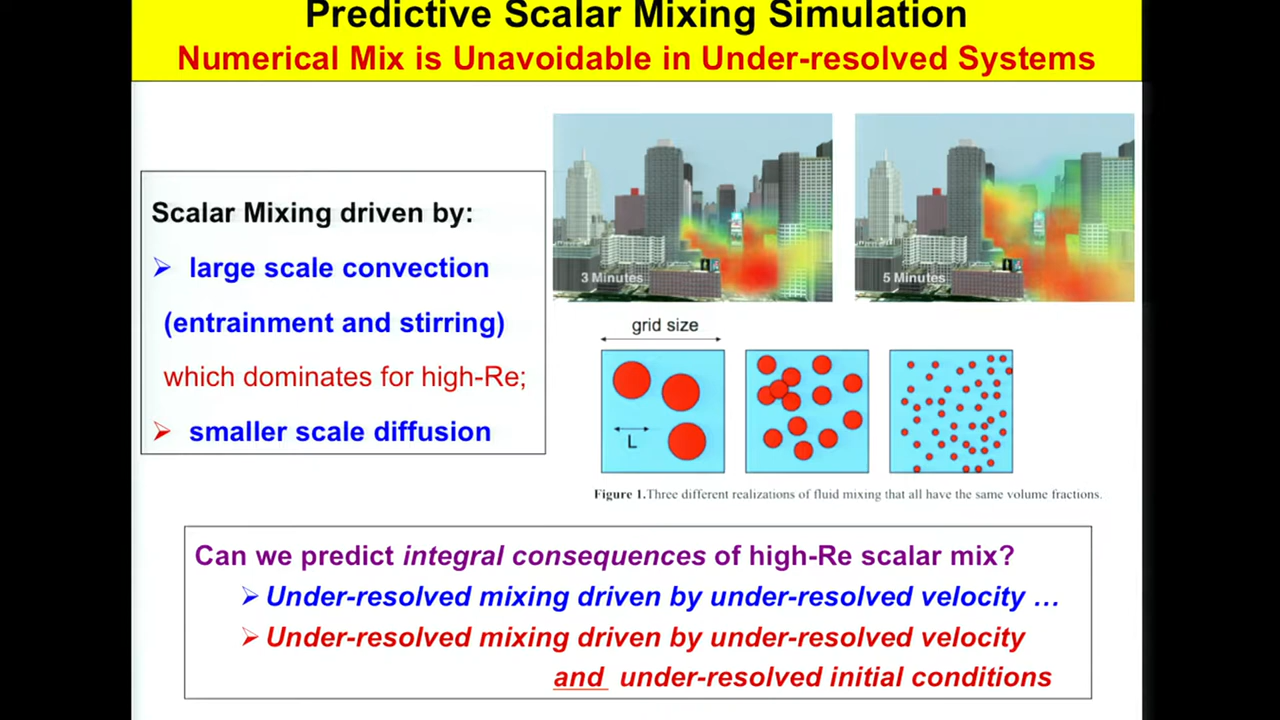 Predictive Scalar Mixing Simulation
Numerical Mix is Unavoidable in Under-resolved Systems
Scalar Mixing driven by:
➢ large scale convection
(entrainment and stirring)
which dominates for high-Re;
➢ smaller scale diffusion
3 Minutes
5 Minutes
grid size
L
Figure 1.Three different realizations of fluid mixing that all have the same volume fractions.
Can we predict integral consequences of high-Re scalar mix?
➢ Under-resolved mixing driven by under-resolved velocity …
➢ Under-resolved mixing driven by under-resolved velocity
and under-resolved initial conditions